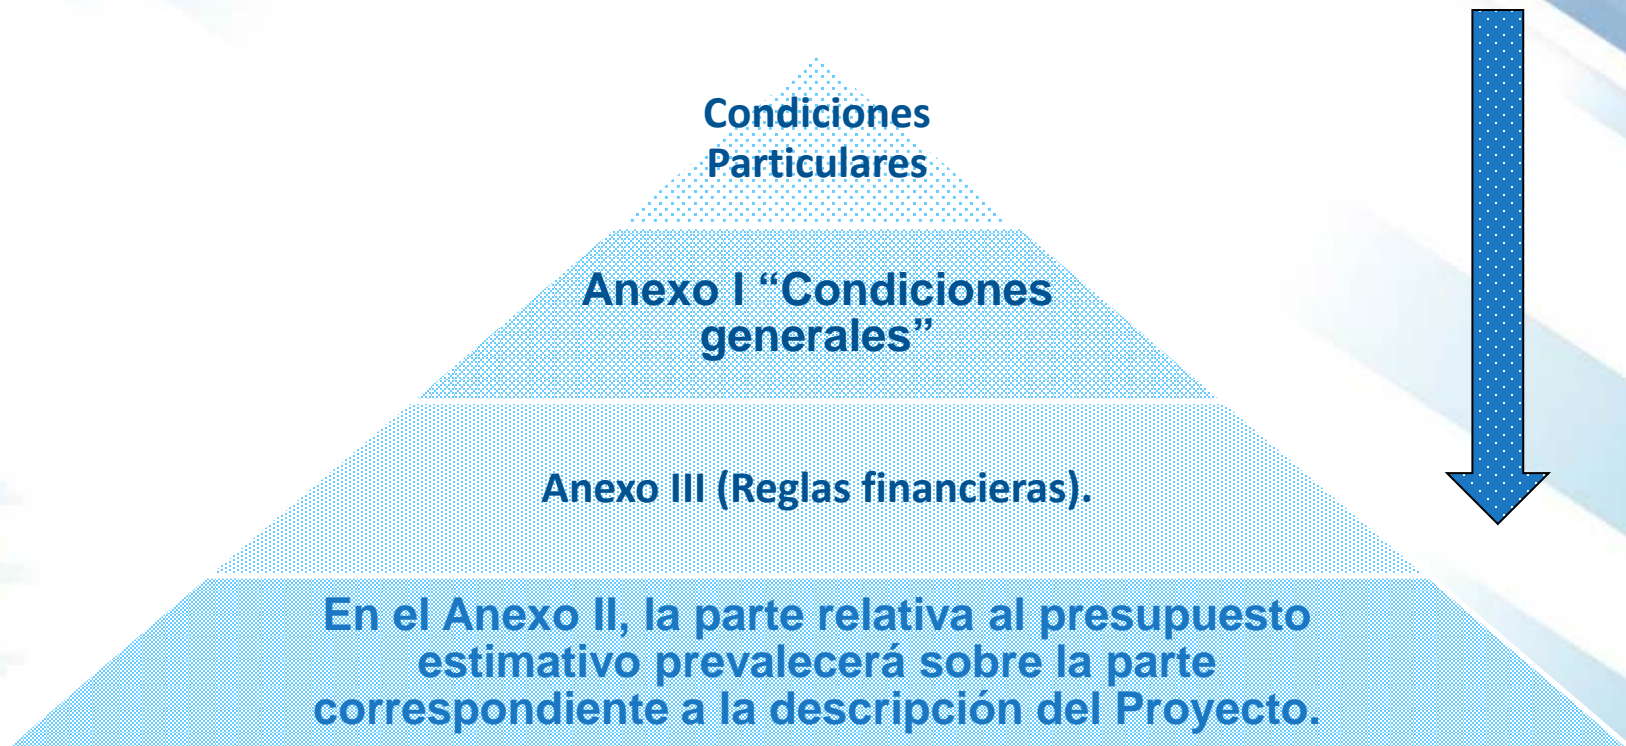 Condiciones
Particulares
Anexo I “Condiciones
generales”
Anexo III (Reglas financieras).
En el Anexo II, la parte relativa al presupuesto
estimativo prevalecerá sobre la parte
correspondiente a la descripción del Proyecto.